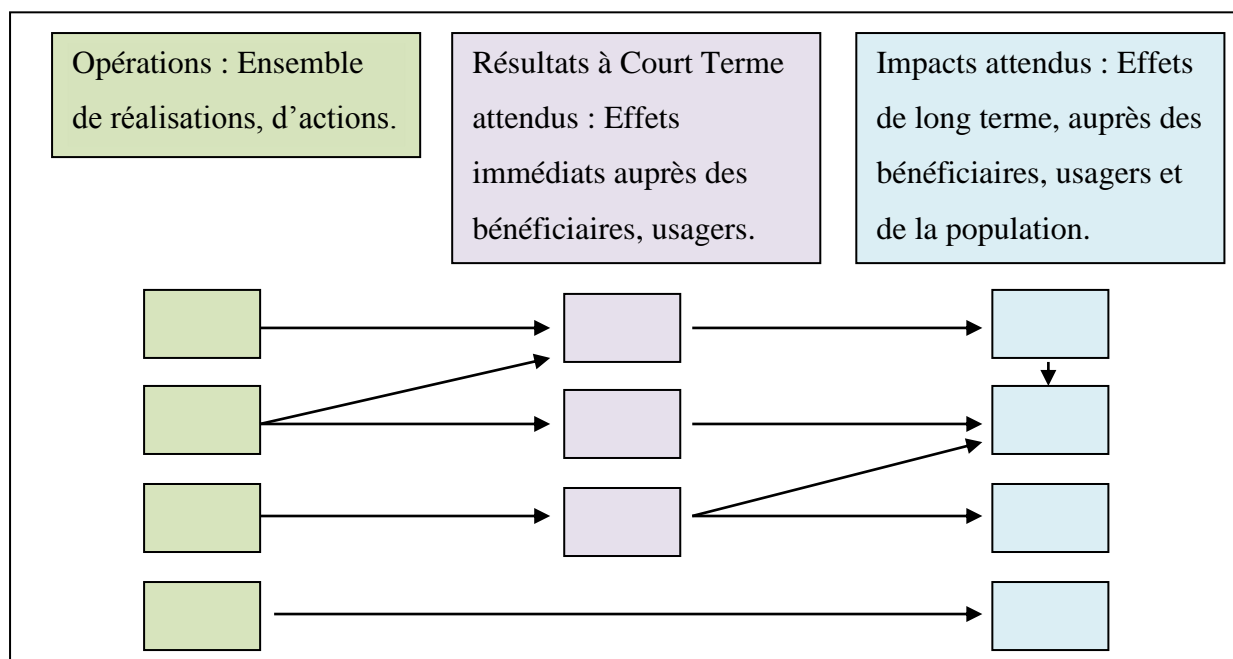 Opérations : Ensemble
de réalisations, d’actions.
Résultats à Court Terme
attendus : Effets
immédiats auprès des
bénéficiaires, usagers.
Impacts attendus : Effets
de long terme, auprès des
bénéficiaires, usagers et
de la population.